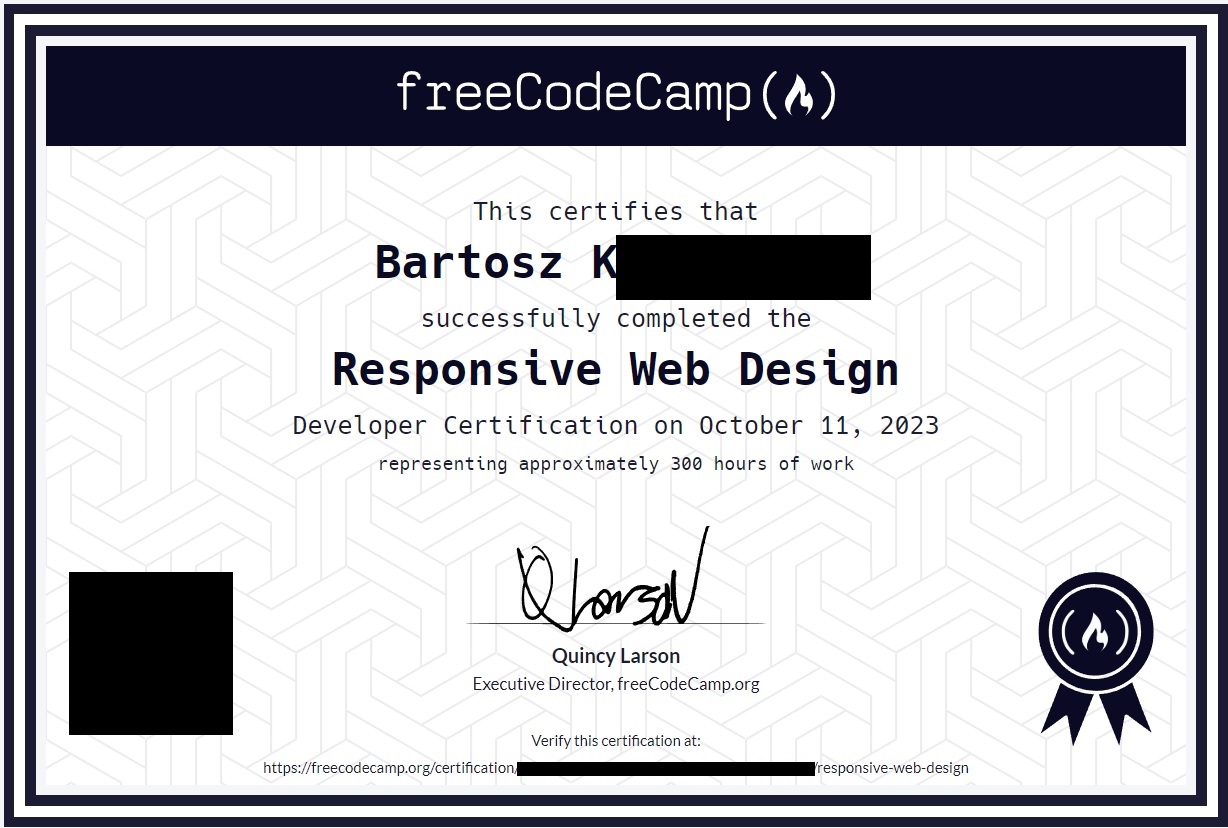 freeCodeCamp
This certifies that
Bartosz K
successfully completed the
Responsive Web Design
Developer Certification on October 11, 2023
representing approximately 300 hours of work
QLarson
Quincy Larson
Executive Director, freeCodeCamp.org
Verify this certification at:
https://freecodecamp.org/certification/ /responsive-web-design